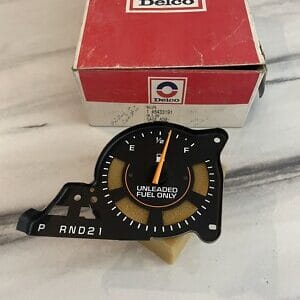 Delco
Delco
E ½ F
UNLEADED
FUEL ONLY
P RND21